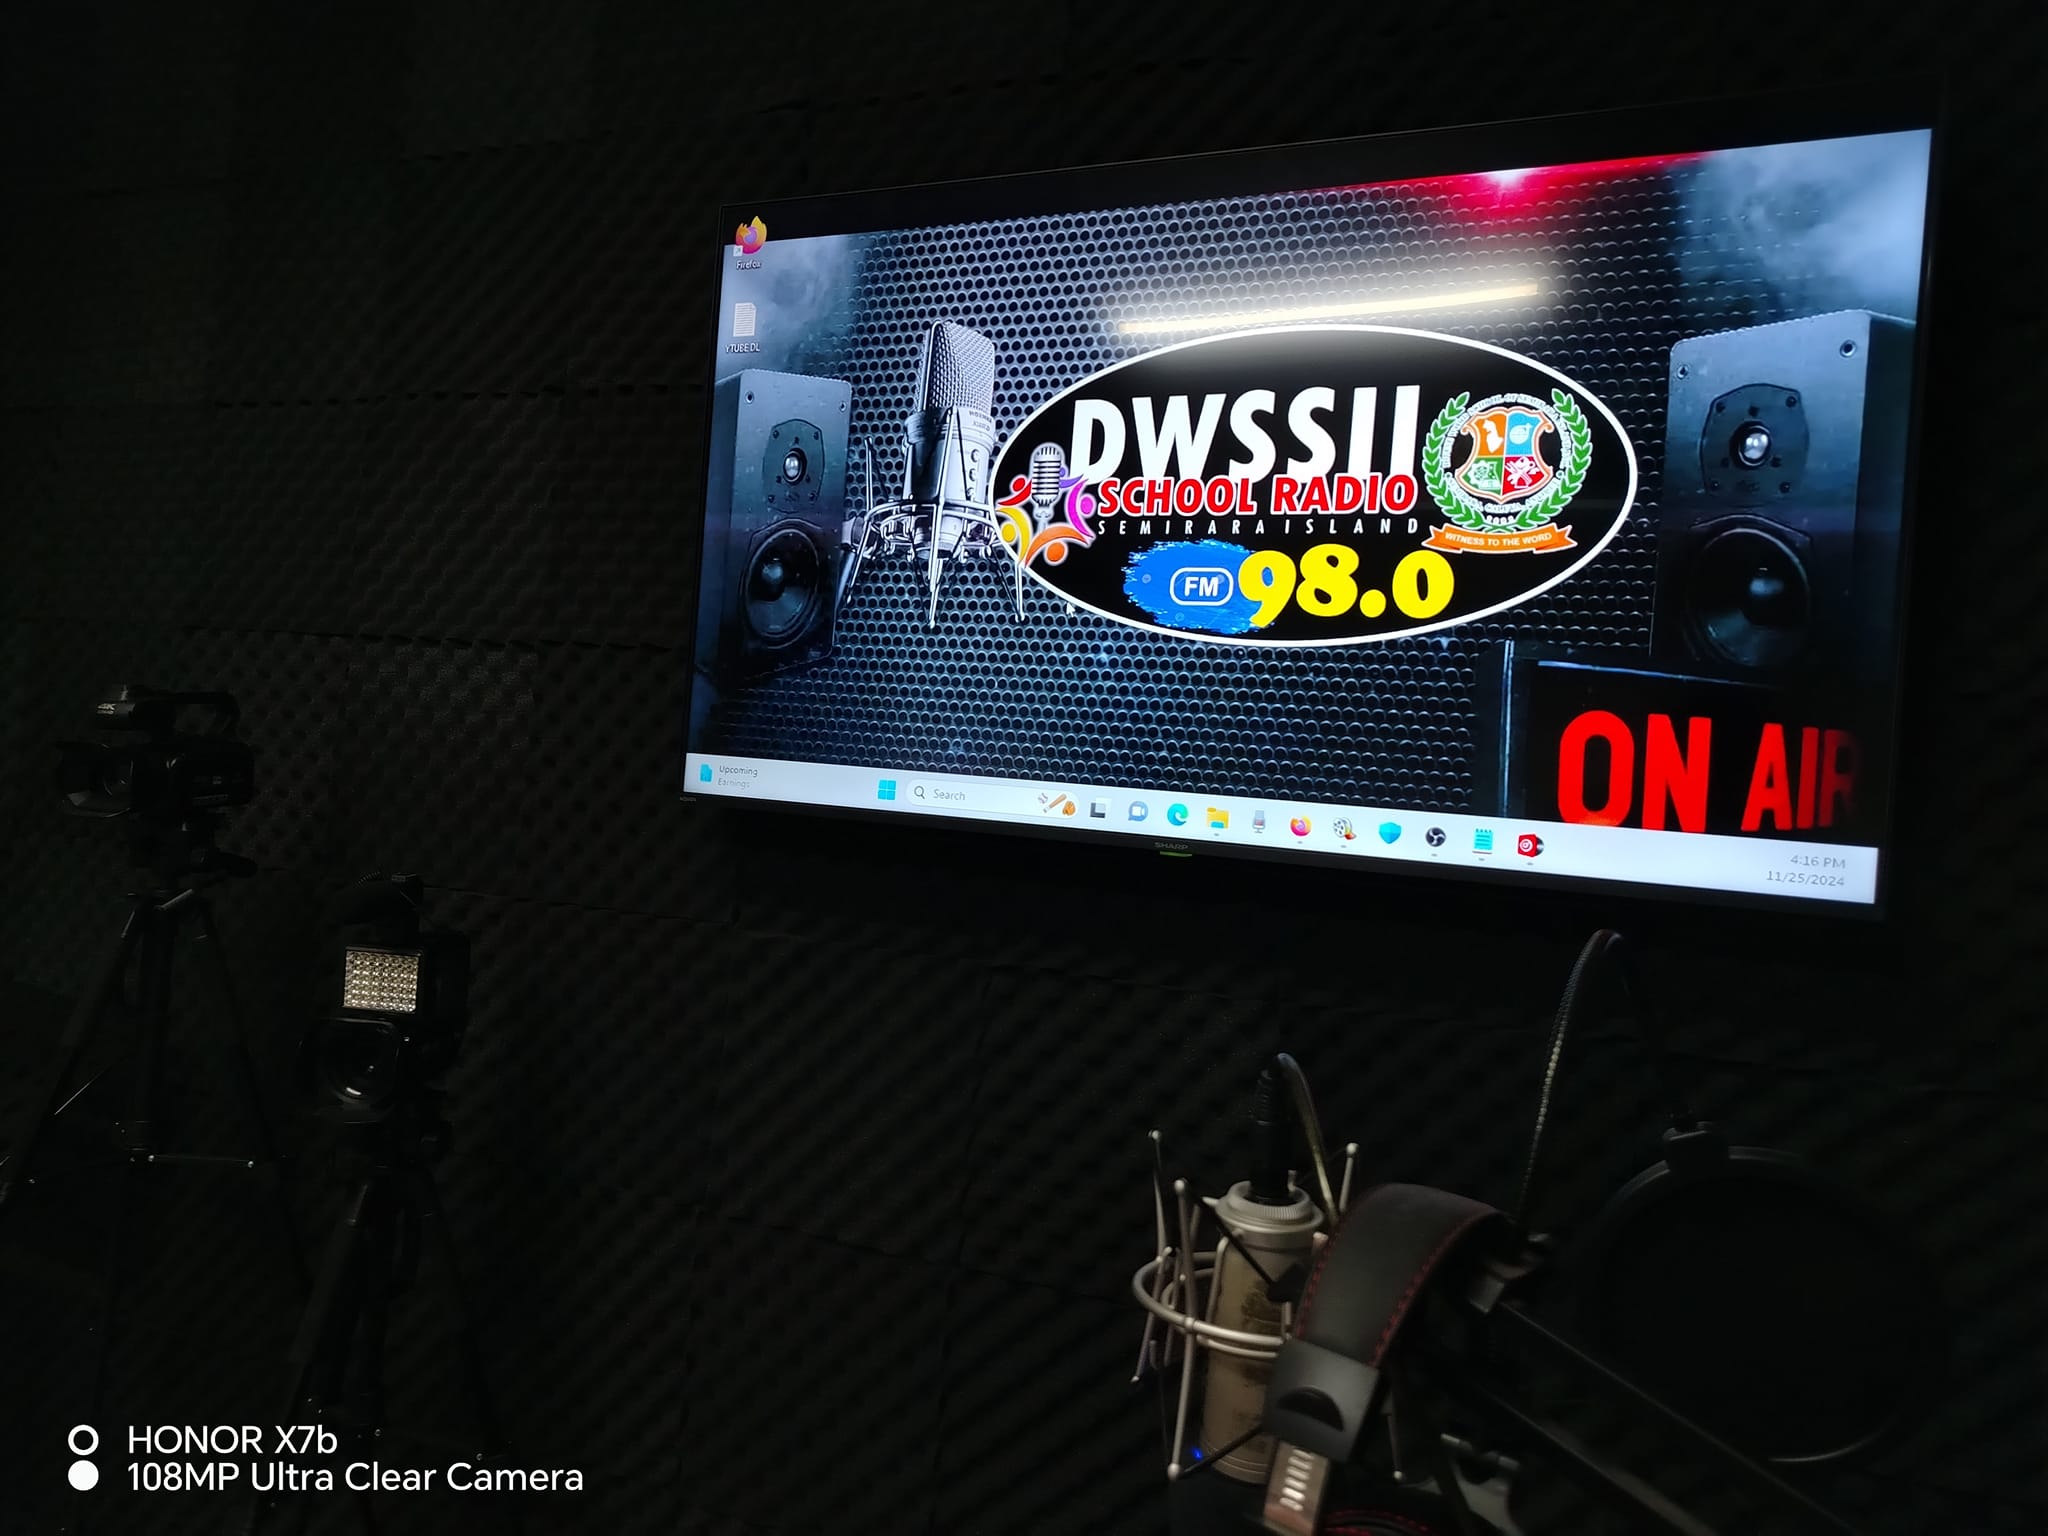 Firefox
YTUBE DL
DWSSII
SCHOOL RADIO
SEMIRARA ISLAND
FM 98.0
WITNESS TO THE WORD
ON AIR
Upcoming
Earnings
Search
4:16 PM
11/25/2024
SHARP
4K
HONOR X7b
108MP Ultra Clear Camera